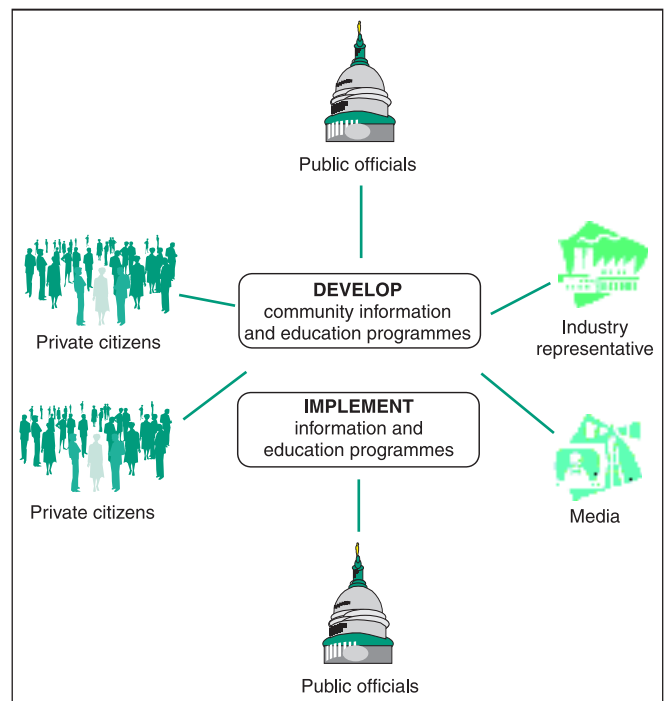 Public officials
DEVELOP
community information
and education programmes
Private citizens
Industry
representative
IMPLEMENT
information and
education programmes
Private citizens
Media
Public officials